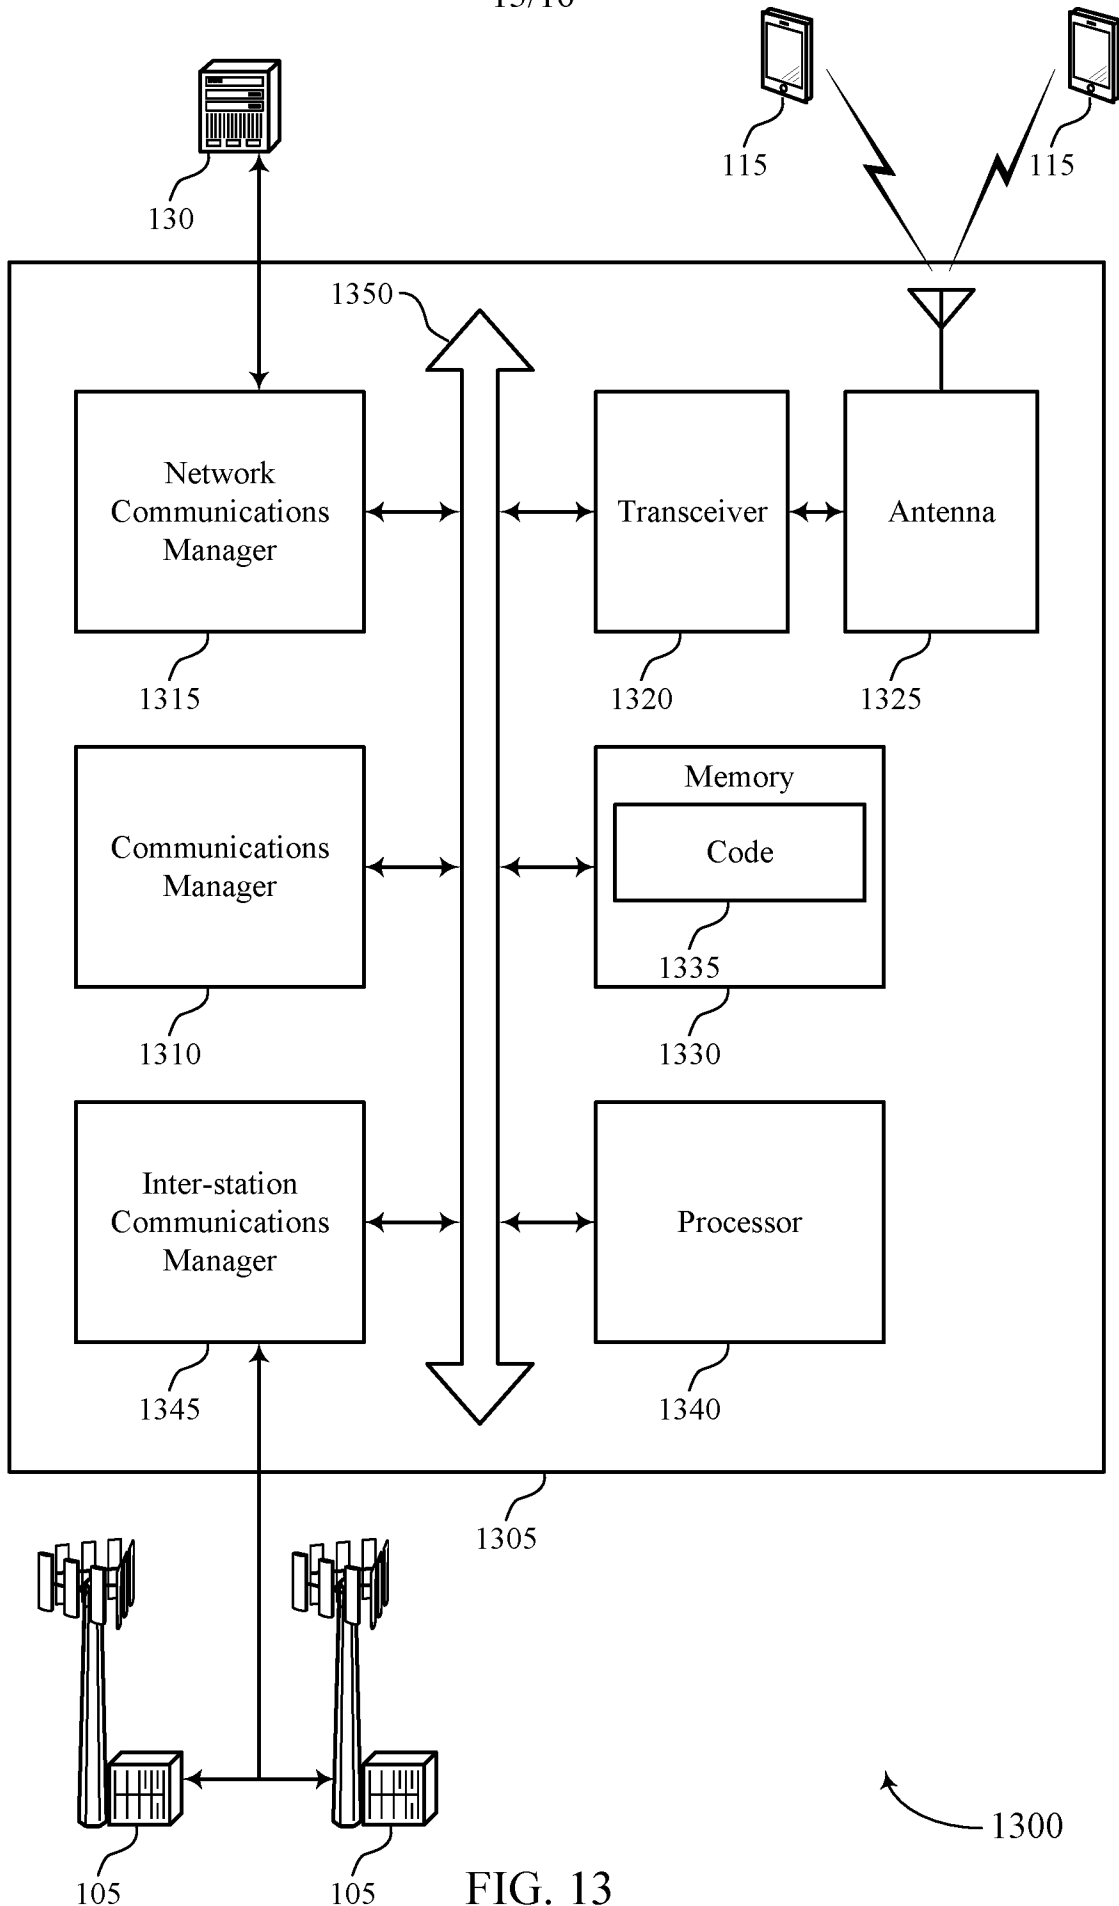 115
115
130
1350
Network
Communications
Manager
Transceiver
Antenna
1315
1320
1325
Memory
Communications
Manager
Code
1335
1310
1330
Inter-station
Communications
Manager
Processor
1345
1340
1305
1300
105
105
FIG. 13